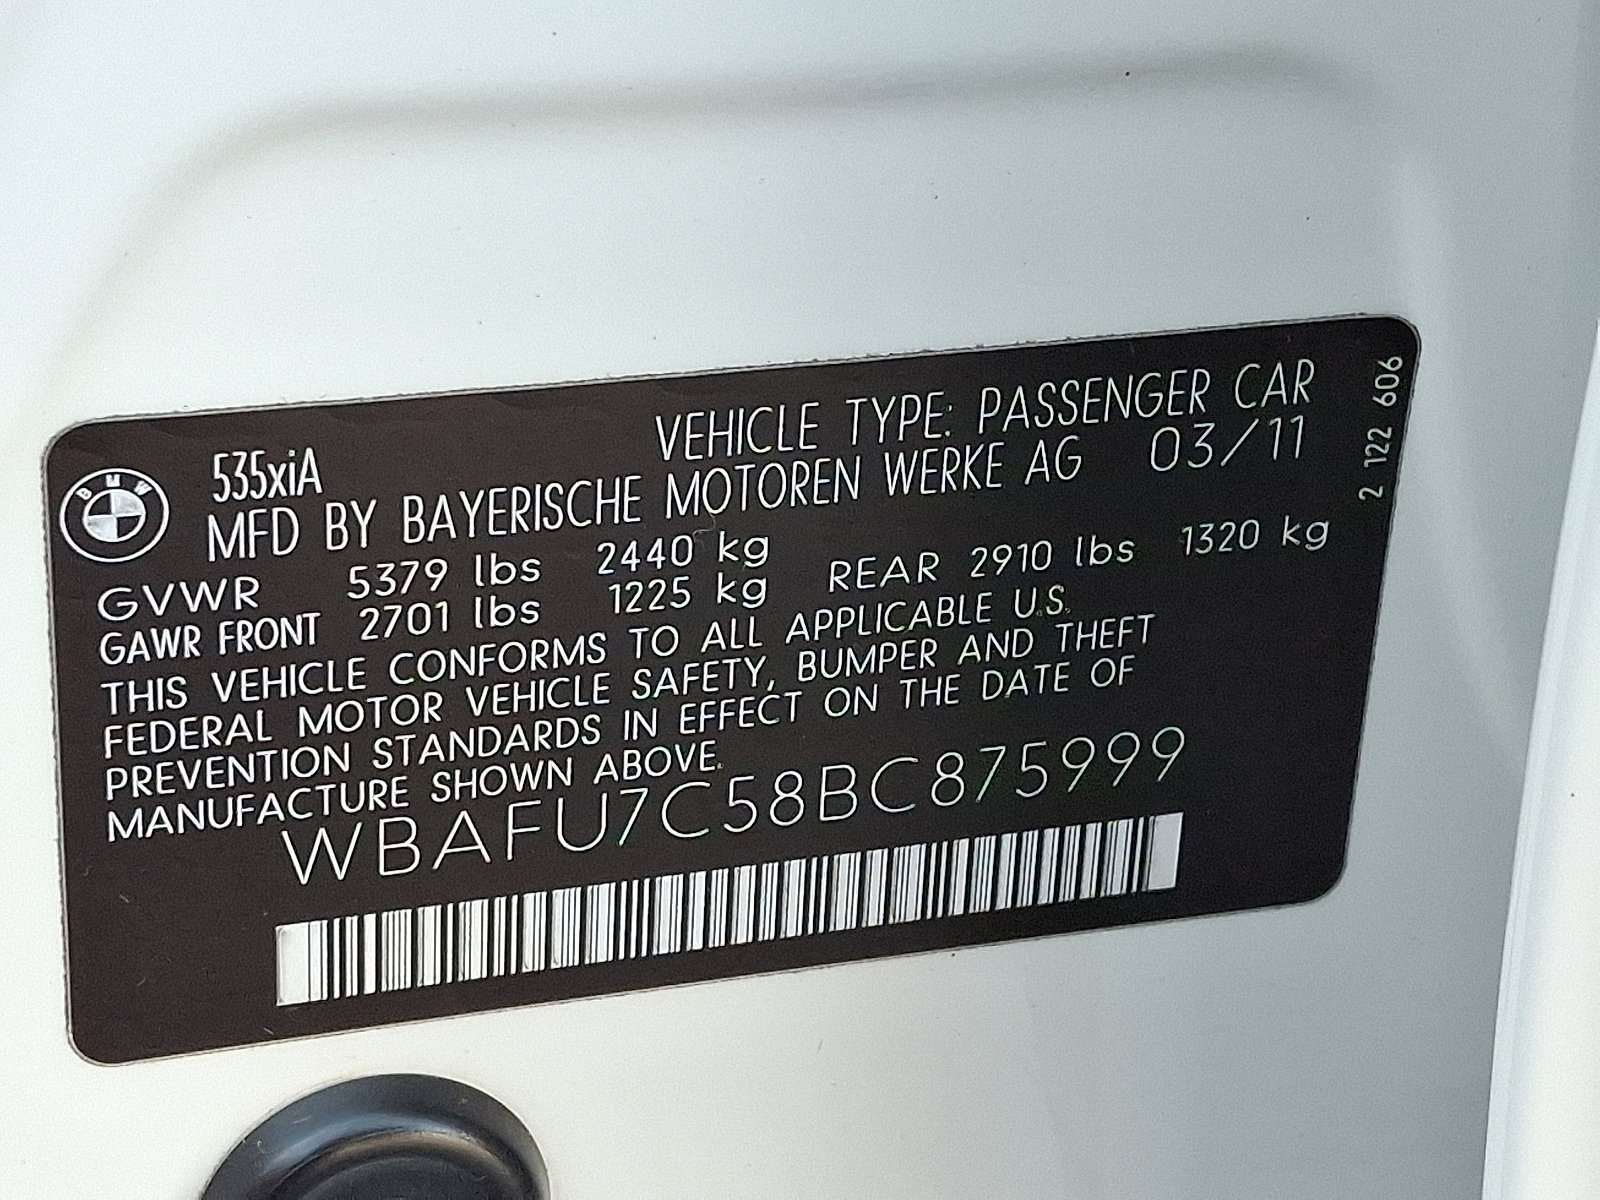 VEHICLE TYPE: PASSENGER CAR
535xiA
MFD BY BAYERISCHE MOTOREN WERKE AG 03/11
GVWR 5379 lbs 2440 kg
GAWR FRONT 2701 lbs 1225 kg REAR 2910 lbs 1320 kg
THIS VEHICLE CONFORMS TO ALL APPLICABLE U.S.
FEDERAL MOTOR VEHICLE SAFETY, BUMPER AND THEFT
PREVENTION STANDARDS IN EFFECT ON THE DATE OF
MANUFACTURE SHOWN ABOVE.
WBAFU7C58BC875999
2 122 606
BMW